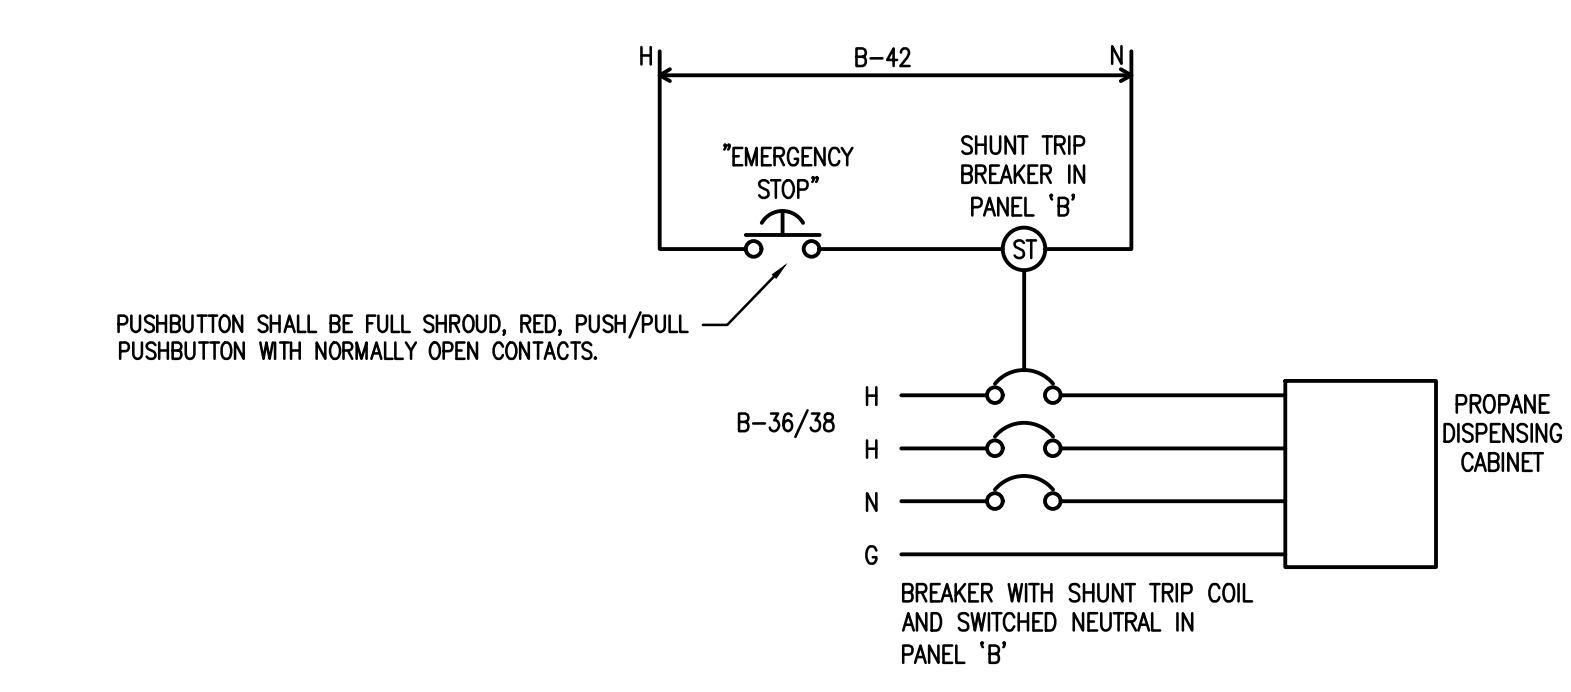 H
B-42
N
"EMERGENCY
STOP"
SHUNT TRIP
BREAKER IN
PANEL 'B'
ST
PUSHBUTTON SHALL BE FULL SHROUD, RED, PUSH/PULL
PUSHBUTTON WITH NORMALLY OPEN CONTACTS.
B-36/38
H
H
N
G
PROPANE
DISPENSING
CABINET
BREAKER WITH SHUNT TRIP COIL
AND SWITCHED NEUTRAL IN
PANEL 'B'